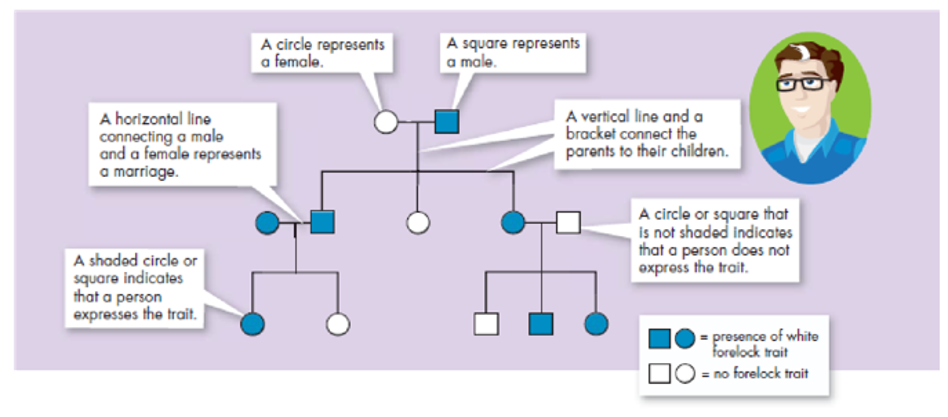 A circle represents
a female.
A square represents
a male.
A horizontal line
connecting a male
and a female represents
a marriage.
A vertical line and a
bracket connect the
parents to their children.
A circle or square that
is not shaded indicates
that a person does not
express the trait.
A shaded circle or
square indicates
that a person
expresses the trait.
= presence of white
forelock trait
= no forelock trait